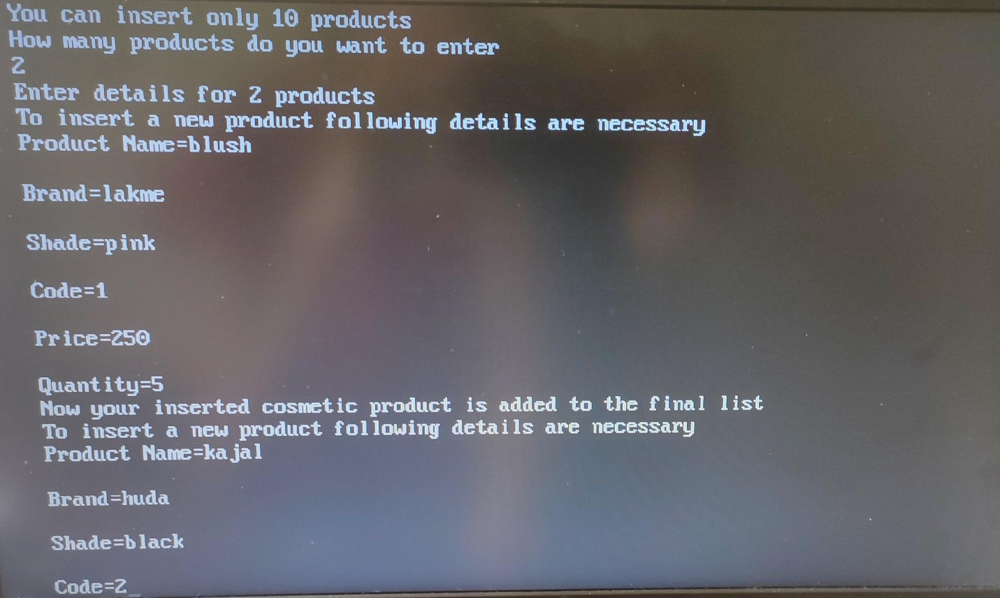 You can insert only 10 products
How many products do you want to enter
2
Enter details for 2 products
To insert a new product following details are necessary
Product Name=blush
Brand=lakme
Shade=pink
Code=1
Price=250
Quantity=5
Now your inserted cosmetic product is added to the final list
To insert a new product following details are necessary
Product Name=kajal
Brand=huda
Shade=black
Code=2_